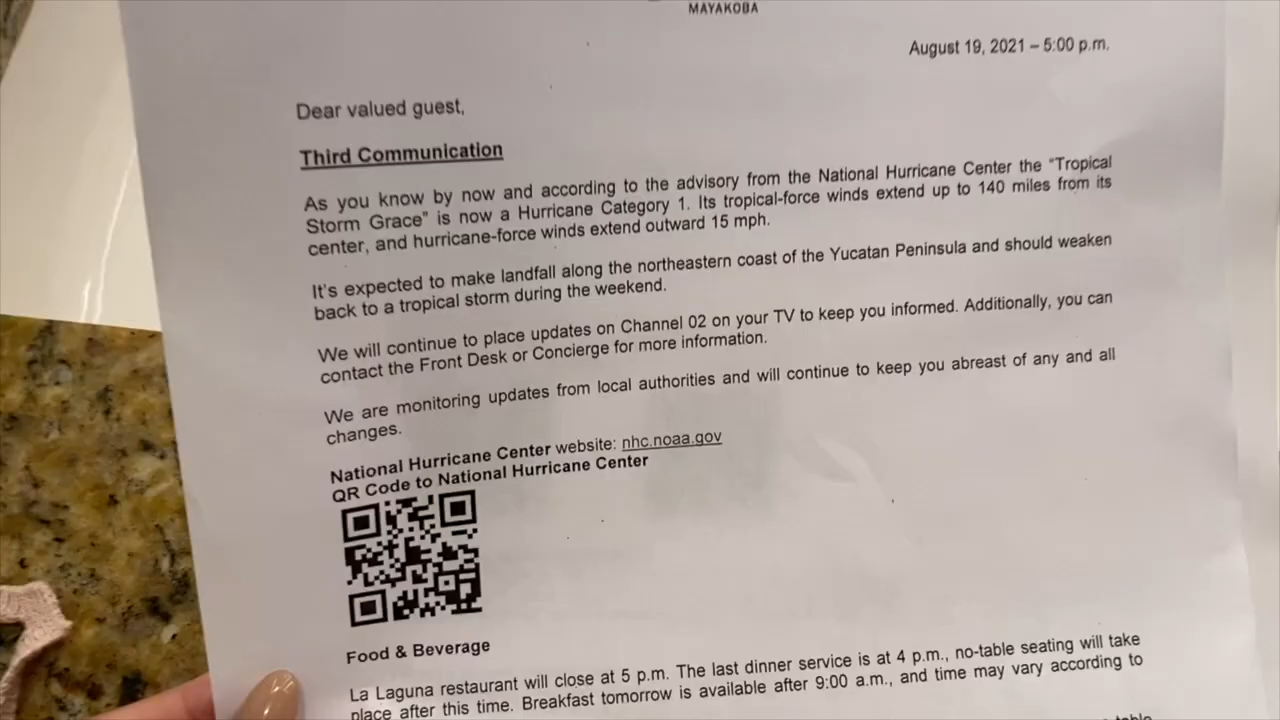 MAYAKOBA
August 19, 2021 – 5:00 p.m.
Dear valued guest,
Third Communication
As you know by now and according to the advisory from the National Hurricane Center the “Tropical
Storm Grace” is now a Hurricane Category 1. Its tropical-force winds extend up to 140 miles from its
center, and hurricane-force winds extend outward 15 mph.
It's expected to make landfall along the northeastern coast of the Yucatan Peninsula and should weaken
back to a tropical storm during the weekend.
We will continue to place updates on Channel 02 on your TV to keep you informed. Additionally, you can
contact the Front Desk or Concierge for more information.
We are monitoring updates from local authorities and will continue to keep you abreast of any and all
changes.
National Hurricane Center website: nhc.noaa.gov
QR Code to National Hurricane Center
Food & Beverage
La Laguna restaurant will close at 5 p.m. The last dinner service is at 4 p.m., no-table seating will take
place after this time. Breakfast tomorrow is available after 9:00 a.m., and time may vary according to